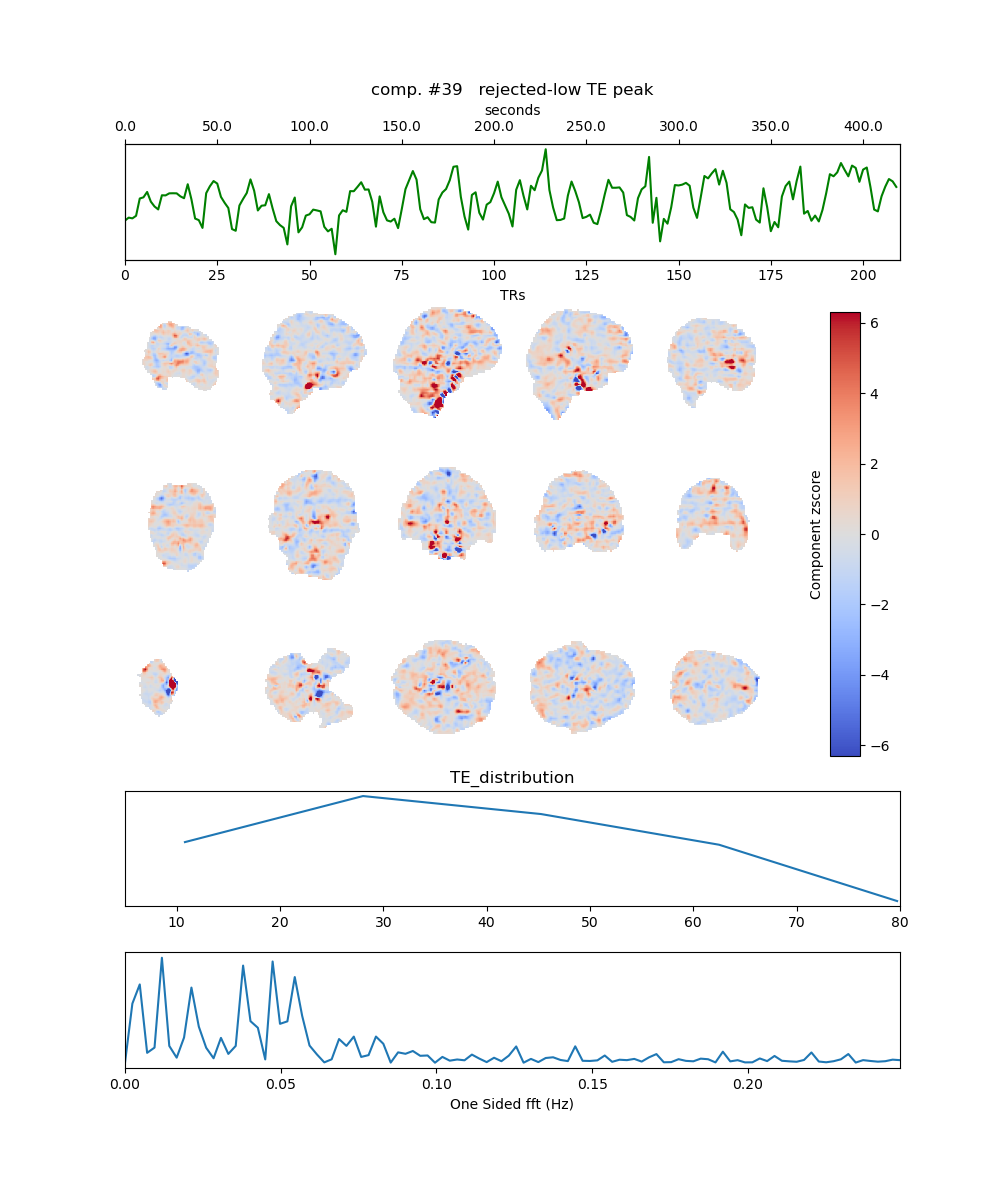 comp. #39   rejected-low TE peak
seconds
0.0 50.0 100.0 150.0 200.0 250.0 300.0 350.0 400.0
0 25 50 75 100 125 150 175 200
TRs
6
4
2
0
−2
−4
−6
Component zscore
TE_distribution
10 20 30 40 50 60 70 80
0.00 0.05 0.10 0.15 0.20
One Sided fft (Hz)